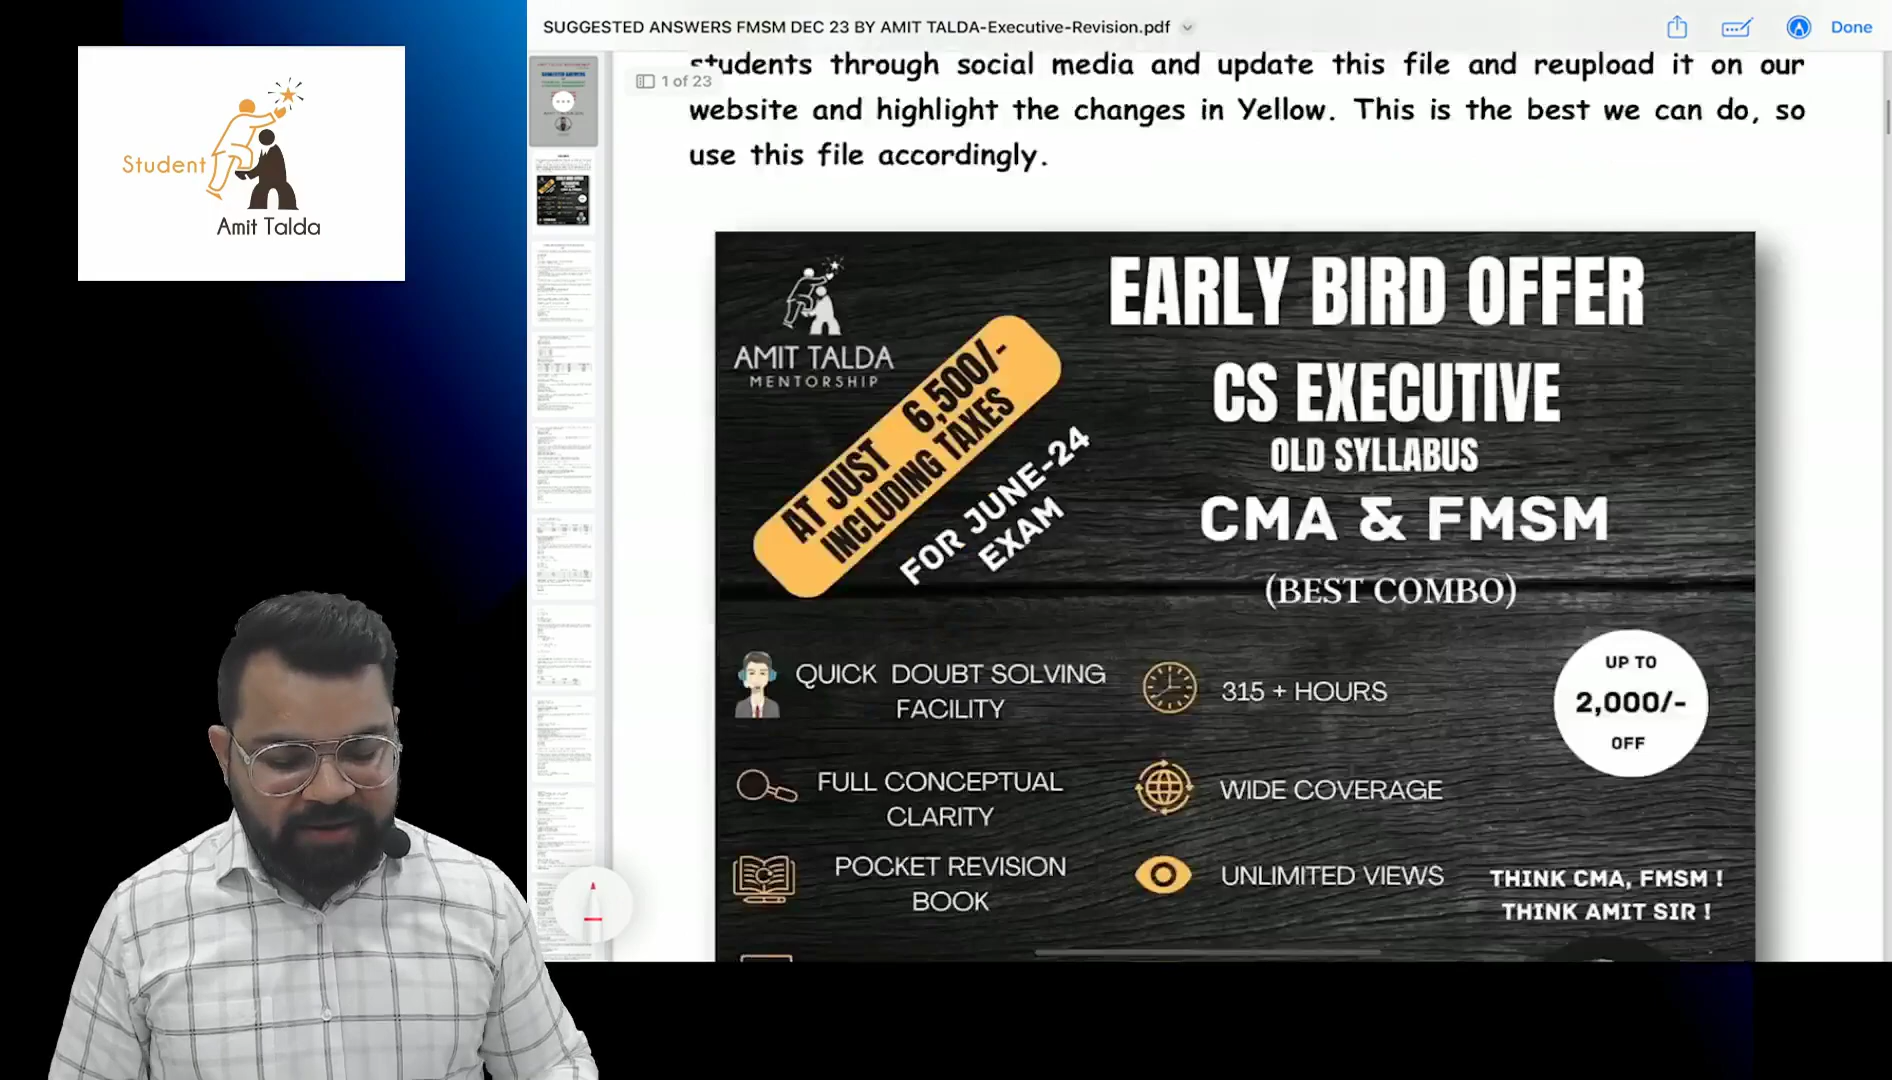 SUGGESTED ANSWERS FMSM DEC 23 BY AMIT TALDA-Executive-Revision.pdf
Done
Student
Amit Talda
1 of 23
students through social media and update this file and reupload it on our
website and highlight the changes in Yellow. This is the best we can do, so
use this file accordingly.
AMIT TALDA
MENTORSHIP
EARLY BIRD OFFER
CS EXECUTIVE
OLD SYLLABUS
CMA & FMSM
(BEST COMBO)
AT JUST 6,500/-
INCLUDING TAXES
FOR JUNE-24
EXAM
QUICK DOUBT SOLVING
FACILITY
315 + HOURS
UP TO
2,000/-
OFF
FULL CONCEPTUAL
CLARITY
WIDE COVERAGE
POCKET REVISION
BOOK
UNLIMITED VIEWS
THINK CMA, FMSM !
THINK AMIT SIR !